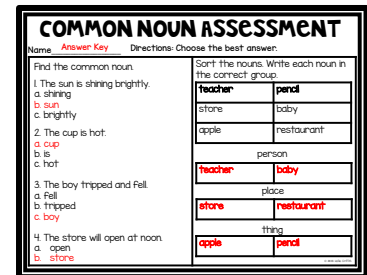 COMMON NOUN ASSESSMENT
Name Answer Key Directions: Choose the best answer.
Find the common noun.
1. The sun is shining brightly.
a. shining
b. sun
c. brightly
2. The cup is hot.
a. cup
b. is
c. hot
3. The boy tripped and fell.
a. fell
b. tripped
c. boy
4. The store will open at noon.
a. open
b. store
Sort the nouns. Write each noun in
the correct group.
teacher pencil
store baby
apple restaurant
person
teacher baby
place
store restaurant
thing
apple pencil